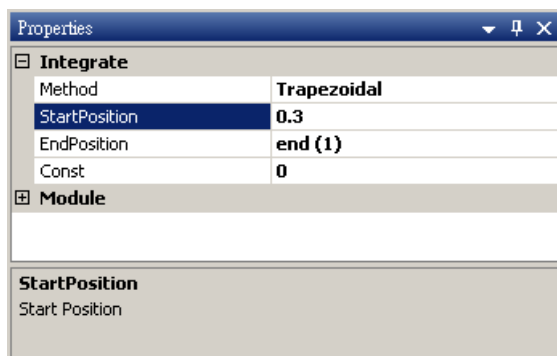 Properties
Integrate
Method Trapezoidal
StartPosition 0.3
EndPosition end (1)
Const 0
Module
StartPosition
Start Position